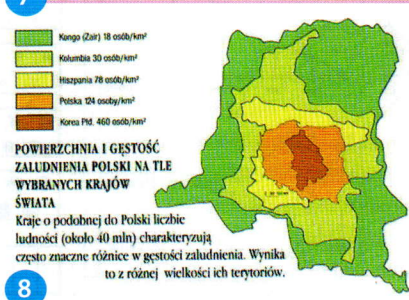 7
Kongo (Zair) 18 osób/km²
Kolumbia 30 osób/km²
Hiszpania 78 osób/km²
Polska 124 osoby/km²
Korea Płd. 460 osób/km²
POWIERZCHNIA I GĘSTOŚĆ
ZALUDNIENIA POLSKI NA TLE
WYBRANYCH KRAJÓW
ŚWIATA
Kraje o podobnej do Polski liczbie
ludności (około 40 mln) charakteryzują
często znaczne różnice w gęstości zaludnienia. Wynika
to z różnej wielkości ich terytoriów.
8